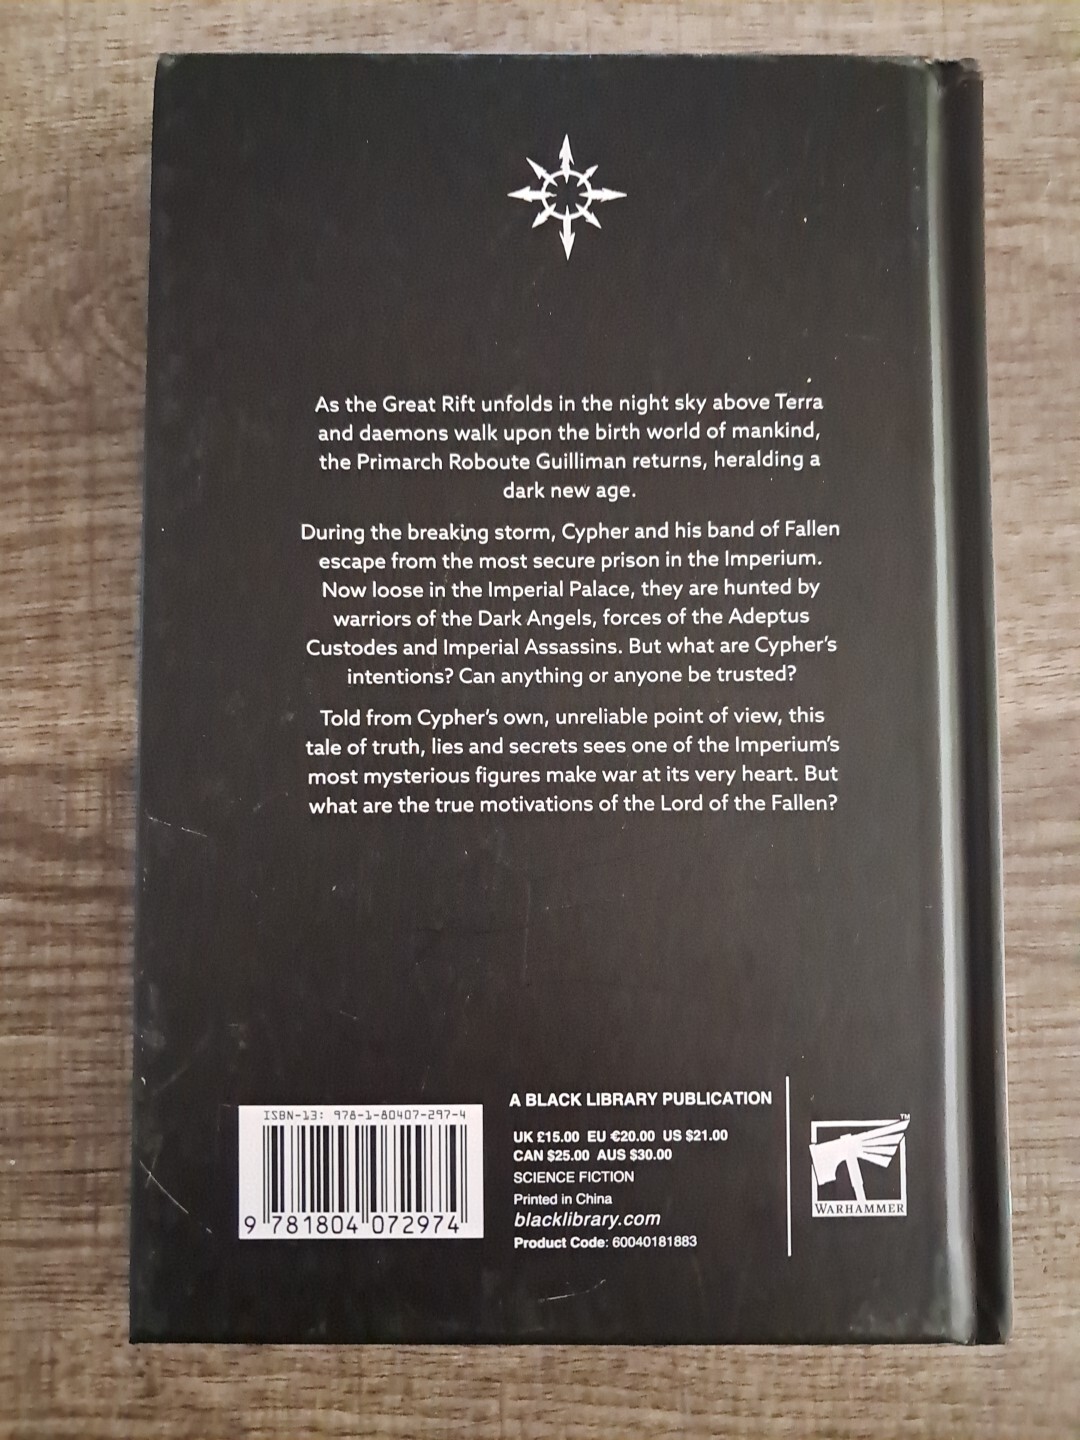 As the Great Rift unfolds in the night sky above Terra
and daemons walk upon the birth world of mankind,
the Primarch Roboute Guilliman returns, heralding a
dark new age.
During the breaking storm, Cypher and his band of Fallen
escape from the most secure prison in the Imperium.
Now loose in the Imperial Palace, they are hunted by
warriors of the Dark Angels, forces of the Adeptus
Custodes and Imperial Assassins. But what are Cypher's
intentions? Can anything or anyone be trusted?
Told from Cypher's own, unreliable point of view, this
tale of truth, lies and secrets sees one of the Imperium's
most mysterious figures make war at its very heart. But
what are the true motivations of the Lord of the Fallen?
ISBN-13: 978-1-80407-297-4
9 781804 072974
A BLACK LIBRARY PUBLICATION
UK £15.00 EU €20.00 US $21.00
CAN $25.00 AUS $30.00
SCIENCE FICTION
Printed in China
blacklibrary.com
Product Code: 60040181883
WARHAMMER
TM